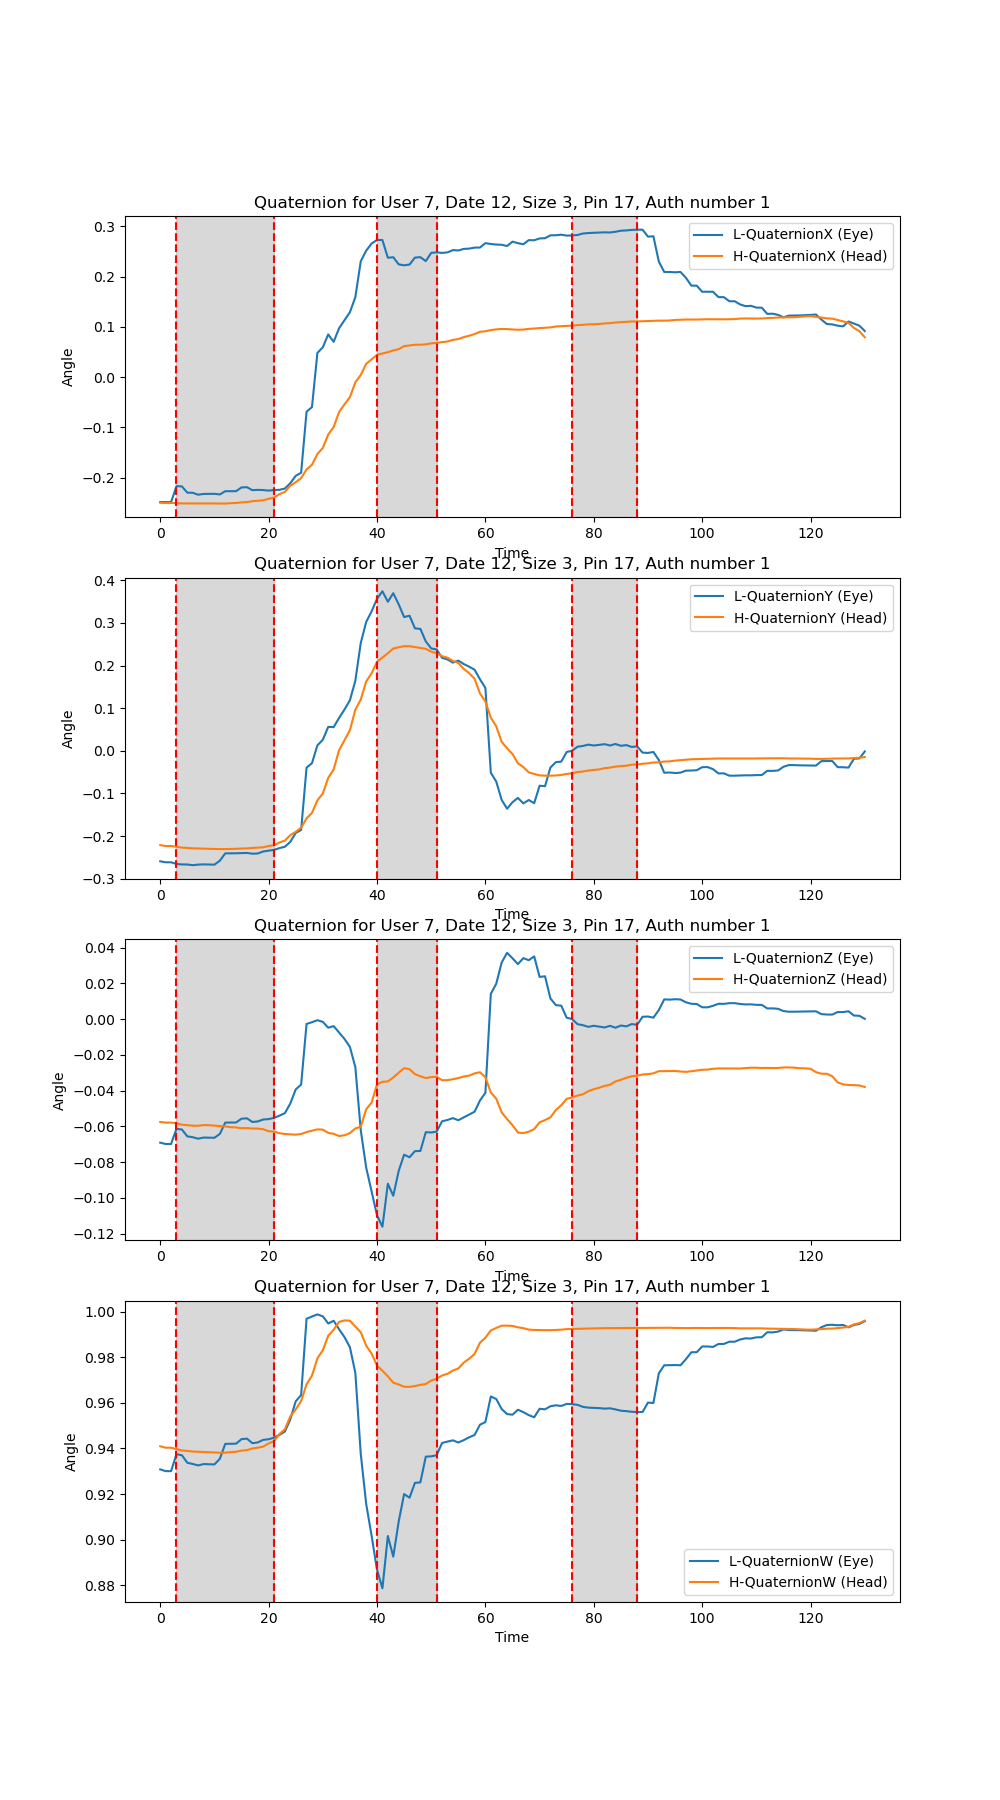 Quaternion for User 7, Date 12, Size 3, Pin 17, Auth number 1
0.3
0.2
0.1
0.0
−0.1
−0.2
Angle
L-QuaternionX (Eye)
H-QuaternionX (Head)
0 20 40 60 80 100 120
Time
Quaternion for User 7, Date 12, Size 3, Pin 17, Auth number 1
0.4
0.3
0.2
0.1
0.0
−0.1
−0.2
−0.3
Angle
L-QuaternionY (Eye)
H-QuaternionY (Head)
0 20 40 60 80 100 120
Time
Quaternion for User 7, Date 12, Size 3, Pin 17, Auth number 1
0.04
0.02
0.00
−0.02
−0.04
−0.06
−0.08
−0.10
−0.12
Angle
L-QuaternionZ (Eye)
H-QuaternionZ (Head)
0 20 40 60 80 100 120
Time
Quaternion for User 7, Date 12, Size 3, Pin 17, Auth number 1
1.00
0.98
0.96
0.94
0.92
0.90
0.88
Angle
L-QuaternionW (Eye)
H-QuaternionW (Head)
0 20 40 60 80 100 120
Time